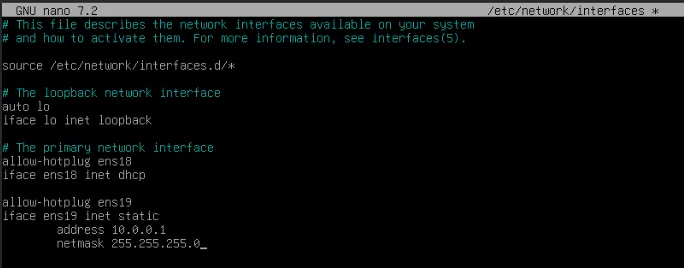 GNU nano 7.2 /etc/network/interfaces *
# This file describes the network interfaces available on your system
# and how to activate them. For more information, see interfaces(5).
source /etc/network/interfaces.d/*
# The loopback network interface
auto lo
iface lo inet loopback
# The primary network interface
allow-hotplug ens18
iface ens18 inet dhcp
allow-hotplug ens19
iface ens19 inet static
address 10.0.0.1
netmask 255.255.255.0